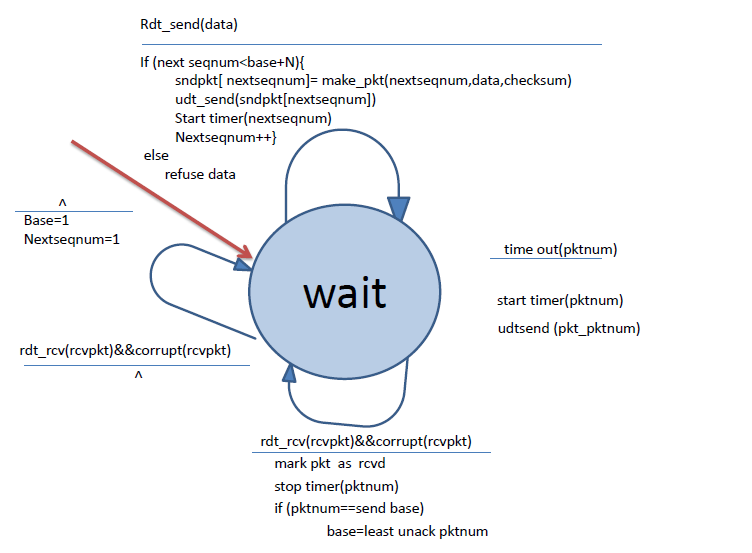 Rdt_send(data)
If (next seqnum<base+N){
sndpkt[ nextseqnum]= make_pkt(nextseqnum,data,checksum)
udt_send(sndpkt[nextseqnum])
Start timer(nextseqnum)
Nextseqnum++}
else
refuse data
^
Base=1
Nextseqnum=1
time out(pktnum)
wait
start timer(pktnum)
udtsend (pkt_pktnum)
rdt_rcv(rcvpkt)&&corrupt(rcvpkt)
^
rdt_rcv(rcvpkt)&&corrupt(rcvpkt)
mark pkt as rcvd
stop timer(pktnum)
if (pktnum==send base)
base=least unack pktnum